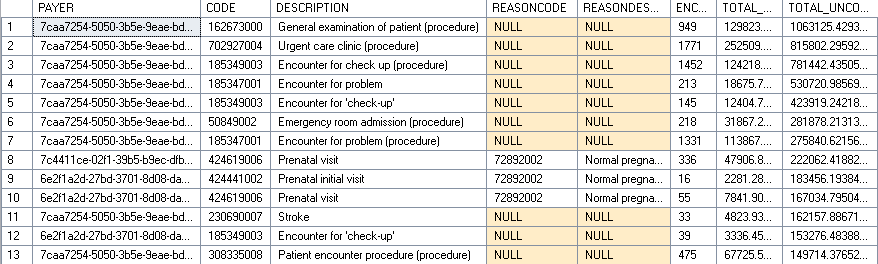 PAYER CODE DESCRIPTION REASONCODE REASONDES... ENC... TOTAL_... TOTAL_UNCO...
1 7caa7254-5050-3b5e-9eae-bd... 162673000 General examination of patient (procedure) NULL NULL 949 129823.... 1063125.4293...
2 7caa7254-5050-3b5e-9eae-bd... 702927004 Urgent care clinic (procedure) NULL NULL 1771 252509.... 815802.29592...
3 7caa7254-5050-3b5e-9eae-bd... 185349003 Encounter for check up (procedure) NULL NULL 1452 124218.... 781442.43505...
4 7caa7254-5050-3b5e-9eae-bd... 185347001 Encounter for problem NULL NULL 213 18675.7... 530720.98569...
5 7caa7254-5050-3b5e-9eae-bd... 185349003 Encounter for 'check-up' NULL NULL 145 12404.7... 423919.24218...
6 7caa7254-5050-3b5e-9eae-bd... 50849002 Emergency room admission (procedure) NULL NULL 218 31867.2... 281878.21313...
7 7caa7254-5050-3b5e-9eae-bd... 185347001 Encounter for problem (procedure) NULL NULL 1331 113867.... 275840.62156...
8 7c4411ce-02f1-39b5-b9ec-dfb... 424619006 Prenatal visit 72892002 Normal pregna... 336 47906.8... 222062.41882...
9 6e2f1a2d-27bd-3701-8d08-da... 424441002 Prenatal initial visit 72892002 Normal pregna... 16 2281.28... 183456.19384...
10 6e2f1a2d-27bd-3701-8d08-da... 424619006 Prenatal visit 72892002 Normal pregna... 55 7841.90... 167034.79504...
11 7caa7254-5050-3b5e-9eae-bd... 230690007 Stroke NULL NULL 33 4823.93... 162157.88671...
12 6e2f1a2d-27bd-3701-8d08-da... 185349003 Encounter for 'check-up' NULL NULL 39 3336.45... 153276.48388...
13 7caa7254-5050-3b5e-9eae-bd... 308335008 Patient encounter procedure (procedure) NULL NULL 475 67725.5... 149714.37652...